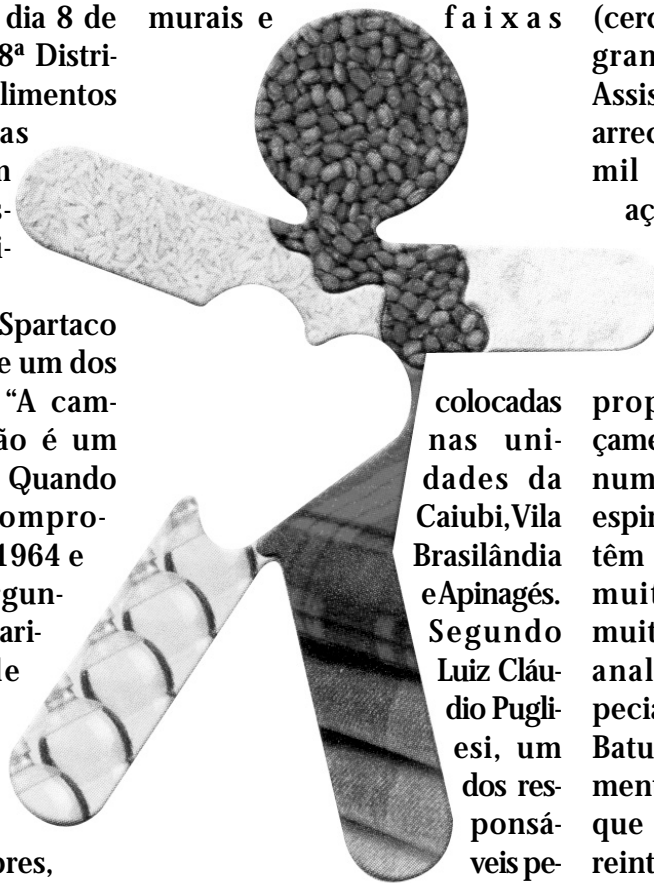 dia 8 de
8ª Distri-
limentos
as
s-
i-
Spartaco
e um dos
“A cam-
ão é um
Quando
ompro-
1964 e
rgun-
ari-
le
ores,
murais e faixas
colocadas
nas uni-
dades da
Caiubi, Vila
Brasilândia
e Apinagés.
Segundo
Luiz Cláu-
dio Pugli-
esi, um
dos res-
ponsá-
veis pe-
(cerc
gran
Assis
arrec
mil
aç
prop
çame
num
espir
têm
muit
muit
anal
pecia
Batu
ment
que
reint